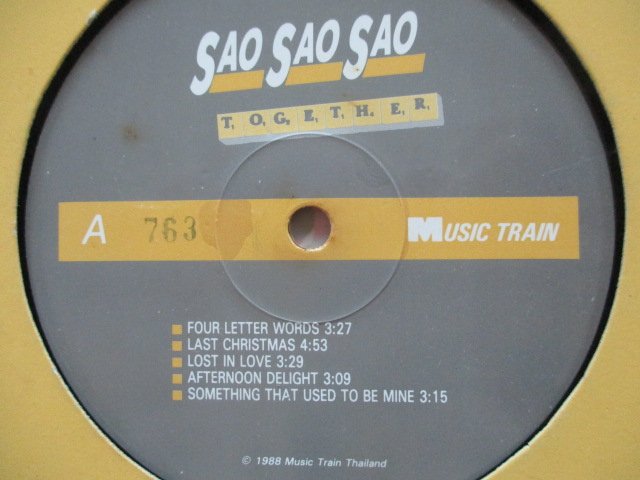 SAO SAO SAO
TOGETHER
A 763 MUSIC TRAIN
FOUR LETTER WORDS 3:27
LAST CHRISTMAS 4:53
LOST IN LOVE 3:29
AFTERNOON DELIGHT 3:09
SOMETHING THAT USED TO BE MINE 3:15
© 1988 Music Train Thailand